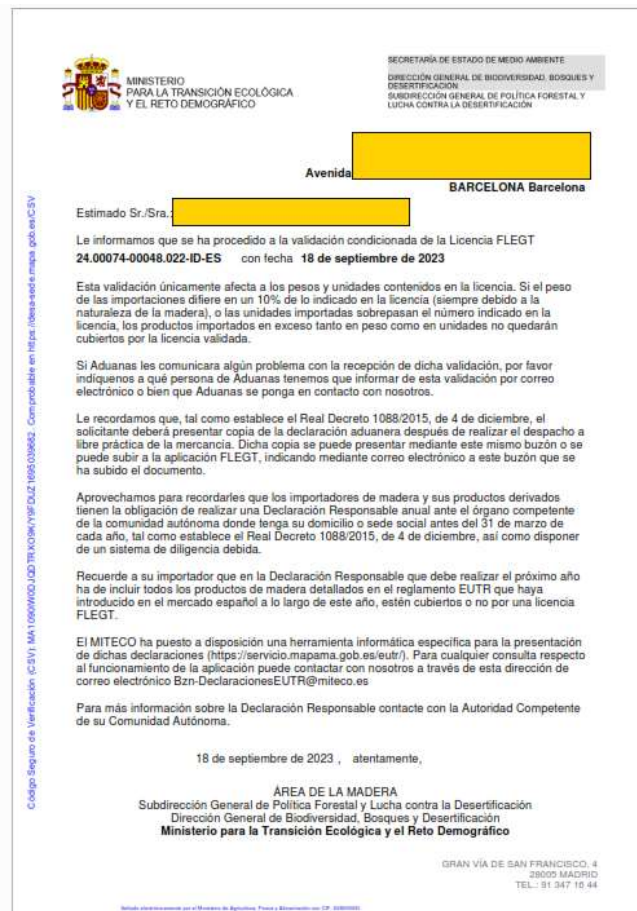 MINISTERIO
PARA LA TRANSICIÓN ECOLÓGICA
Y EL RETO DEMOGRÁFICO
SECRETARÍA DE ESTADO DE MEDIO AMBIENTE
DIRECCIÓN GENERAL DE BIODIVERSIDAD, BOSQUES Y
DESERTIFICACIÓN
SUBDIRECCIÓN GENERAL DE POLÍTICA FORESTAL Y
LUCHA CONTRA LA DESERTIFICACIÓN
Avenida
BARCELONA Barcelona
Estimado Sr./Sra.:
Le informamos que se ha procedido a la validación condicionada de la Licencia FLEGT
24.00074-00048.022-ID-ES con fecha 18 de septiembre de 2023
Esta validación únicamente afecta a los pesos y unidades contenidos en la licencia. Si el peso
de las importaciones difiere en un 10% de lo indicado en la licencia (siempre debido a la
naturaleza de la madera), o las unidades importadas sobrepasan el número indicado en la
licencia, los productos importados en exceso tanto en peso como en unidades no quedarán
cubiertos por la licencia validada.
Si Aduanas les comunicara algún problema con la recepción de dicha validación, por favor
indíquenos a qué persona de Aduanas tenemos que informar de esta validación por correo
electrónico o bien que Aduanas se ponga en contacto con nosotros.
Le recordamos que, tal como establece el Real Decreto 1088/2015, de 4 de diciembre, el
solicitante deberá presentar copia de la declaración aduanera después de realizar el despacho a
libre práctica de la mercancía. Dicha copia se puede presentar mediante este mismo buzón o se
puede subir a la aplicación FLEGT, indicando mediante correo electrónico a este buzón que se
ha subido el documento.
Aprovechamos para recordarles que los importadores de madera y sus productos derivados
tienen la obligación de realizar una Declaración Responsable anual ante el órgano competente
de la comunidad autónoma donde tenga su domicilio o sede social antes del 31 de marzo de
cada año, tal como establece el Real Decreto 1088/2015, de 4 de diciembre, así como disponer
de un sistema de diligencia debida.
Recuerde a su importador que en la Declaración Responsable que debe realizar el próximo año
ha de incluir todos los productos de madera detallados en el reglamento EUTR que haya
introducido en el mercado español a lo largo de este año, estén cubiertos o no por una licencia
FLEGT.
El MITECO ha puesto a disposición una herramienta informática específica para la presentación
de dichas declaraciones (https://servicio.mapama.gob.es/eutr/). Para cualquier consulta respecto
al funcionamiento de la aplicación puede contactar con nosotros a través de esta dirección de
correo electrónico Bzn-DeclaracionesEUTR@miteco.es
Para más información sobre la Declaración Responsable contacte con la Autoridad Competente
de su Comunidad Autónoma.
18 de septiembre de 2023 , atentamente,
ÁREA DE LA MADERA
Subdirección General de Política Forestal y Lucha contra la Desertificación
Dirección General de Biodiversidad, Bosques y Desertificación
Ministerio para la Transición Ecológica y el Reto Demográfico
GRAN VÍA DE SAN FRANCISCO, 4
28005 MADRID
TEL.: 91 347 16 44
Código Seguro de Verificación (CSV): Comprobable en https://desa-sede.mapa.gob.es/CSV